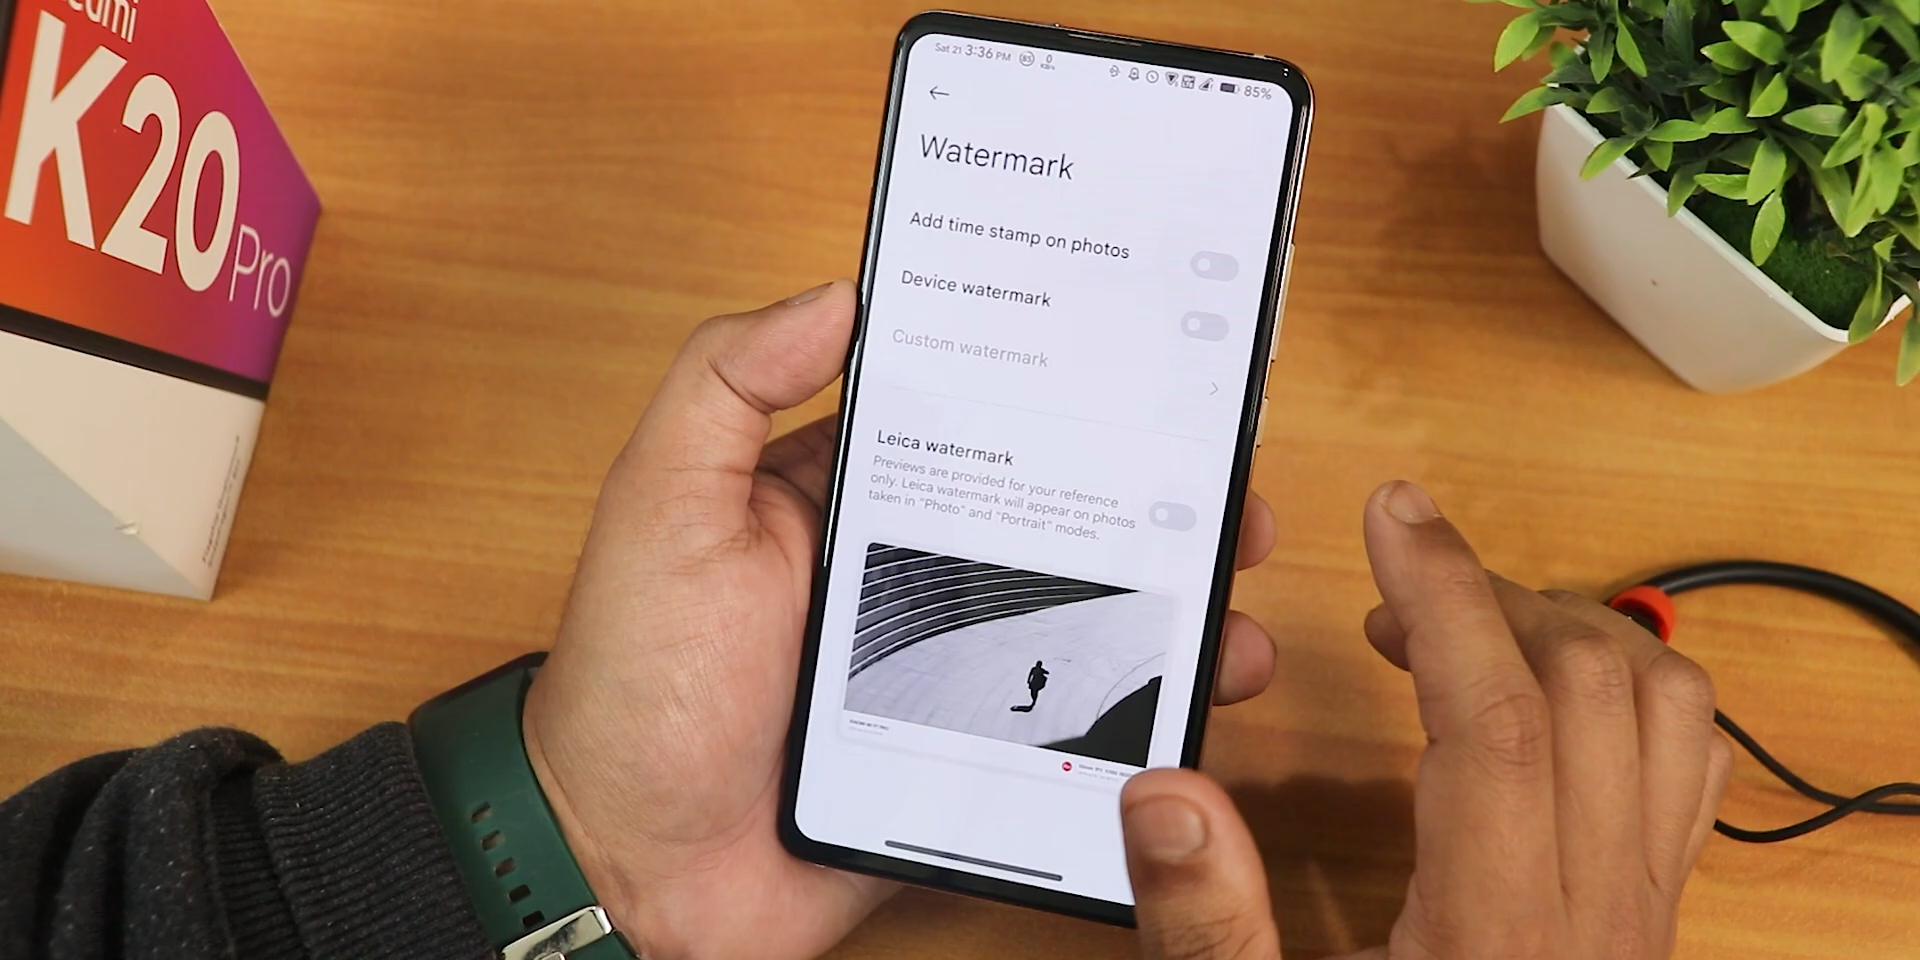 K20 Pro
Sat 21 3:36 PM
85%
Watermark
Add time stamp on photos
Device watermark
Custom watermark
Leica watermark
Previews are provided for your reference
only. Leica watermark will appear on photos
taken in "Photo" and "Portrait" modes.